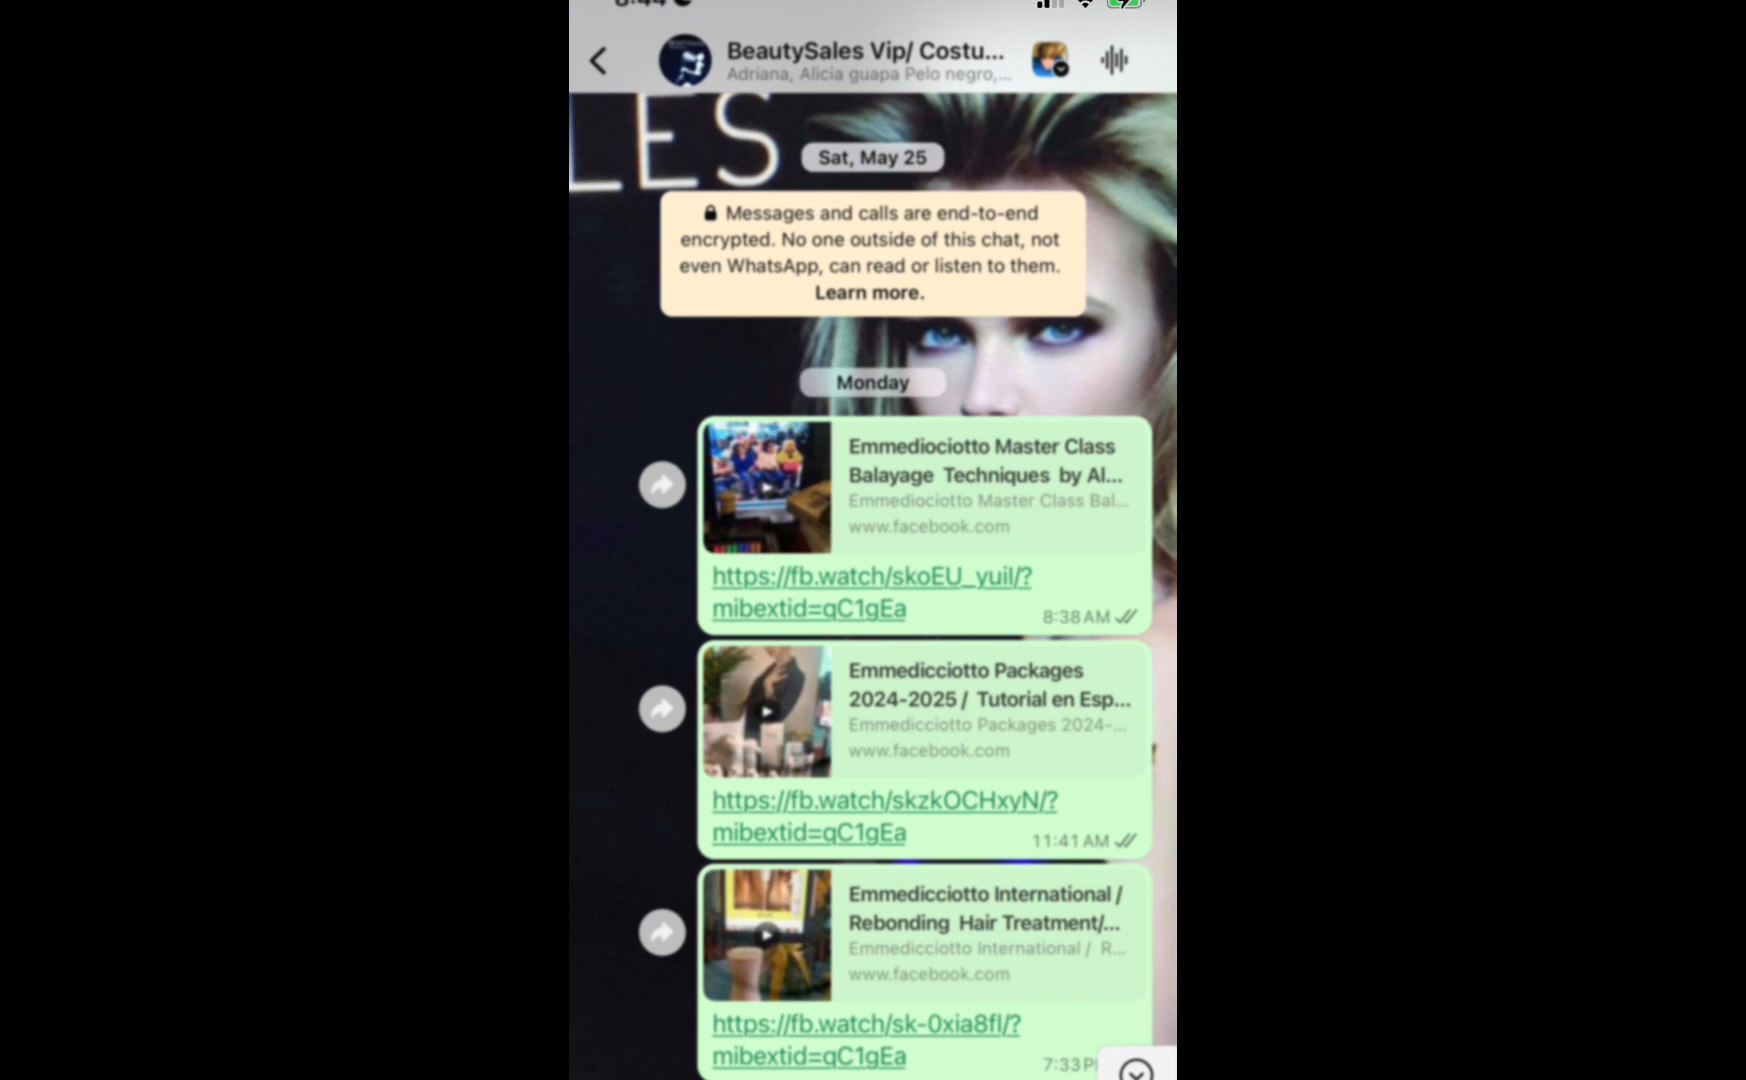 8:44
BeautySales Vip/ Costu...
Adriana, Alicia guapa Pelo negro,...
LES
Sat, May 25
Messages and calls are end-to-end
encrypted. No one outside of this chat, not
even WhatsApp, can read or listen to them.
Learn more.
Monday
Emmediociotto Master Class
Balayage Techniques by Al...
Emmediociotto Master Class Bal...
www.facebook.com
https://fb.watch/skoEU_yuil/?
mibextid=qC1gEa
8:38 AM
Emmedicciotto Packages
2024-2025 / Tutorial en Esp...
Emmedicciotto Packages 2024-...
www.facebook.com
https://fb.watch/skzkOCHxyN/?
mibextid=qC1gEa
11:41 AM
Emmedicciotto International /
Rebonding Hair Treatment/...
Emmedicciotto International / R...
www.facebook.com
https://fb.watch/sk-0xia8fl/?
mibextid=qC1gEa
7:33 P